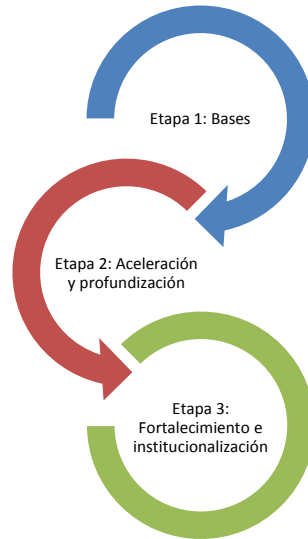 Etapa 1: Bases
Etapa 2: Aceleración
y profundización
Etapa 3:
Fortalecimiento e
institucionalización